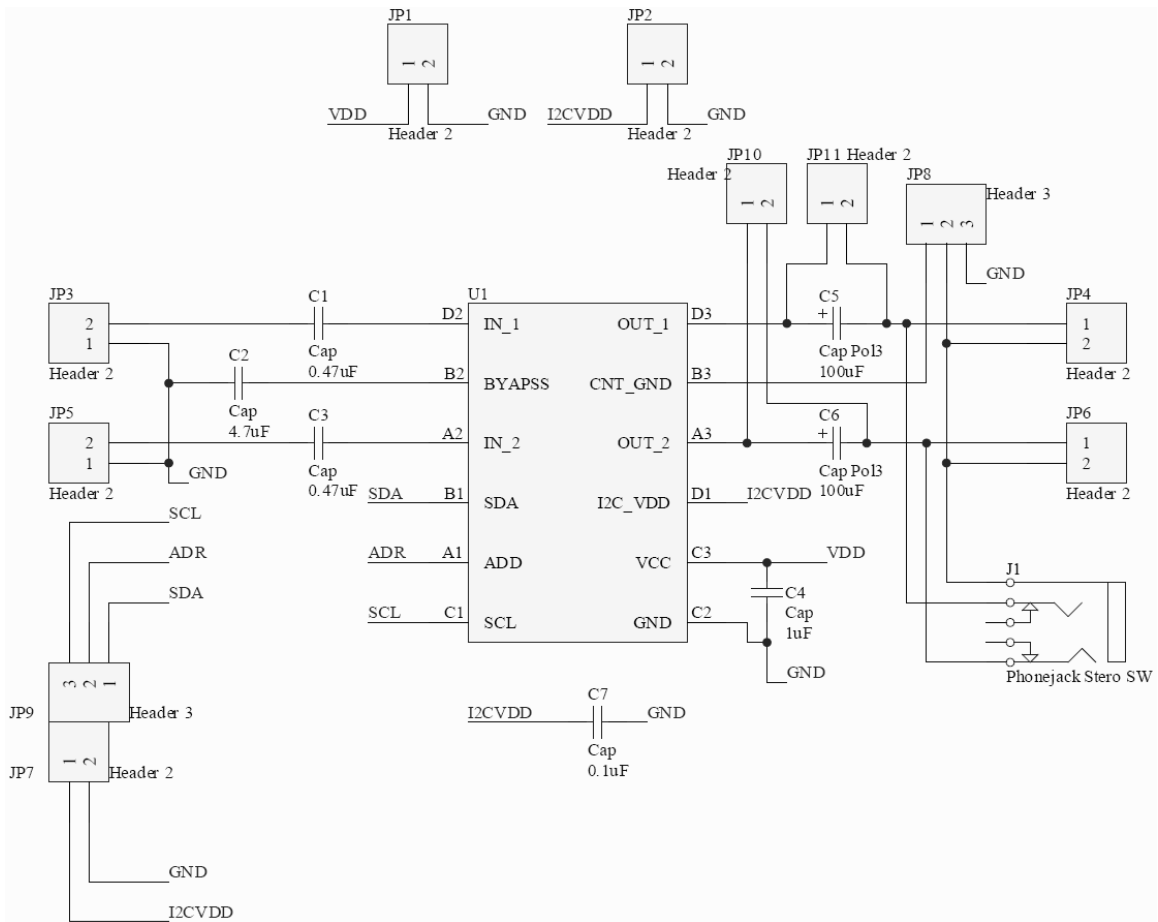 JP1
1 2
VDD
GND
Header 2
JP2
1 2
I2CVDD
GND
Header 2
JP10
Header 2
1 2
JP11 Header 2
1 2
JP8
Header 3
1 2 3
GND
JP3
2
1
Header 2
C1
Cap
0.47uF
C2
Cap
4.7uF
JP5
2
1
Header 2
GND
C3
Cap
0.47uF
U1
D2 IN_1 OUT_1 D3
B2 BYAPSS CNT_GND B3
A2 IN_2 OUT_2 A3
SDA B1 SDA I2C_VDD D1 I2CVDD
ADR A1 ADD VCC C3 VDD
SCL C1 SCL GND C2
C5
+
Cap Pol3
100uF
C6
+
Cap Pol3
100uF
JP4
1
2
Header 2
JP6
1
2
Header 2
C4
Cap
1uF
GND
J1
Phonejack Stero SW
SCL
ADR
SDA
3 2 1
JP9
Header 3
1 2
JP7
Header 2
GND
I2CVDD
C7
I2CVDD
GND
Cap
0.1uF